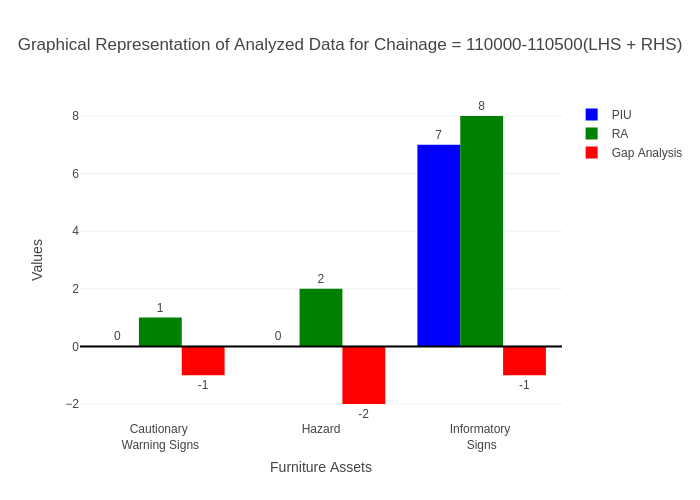 Graphical Representation of Analyzed Data for Chainage = 110000-110500(LHS + RHS)
8
6
4
2
0
−2
Values
0
1
-1
0
2
-2
7
8
-1
Cautionary
Warning Signs
Hazard
Informatory
Signs
Furniture Assets
PIU
RA
Gap Analysis